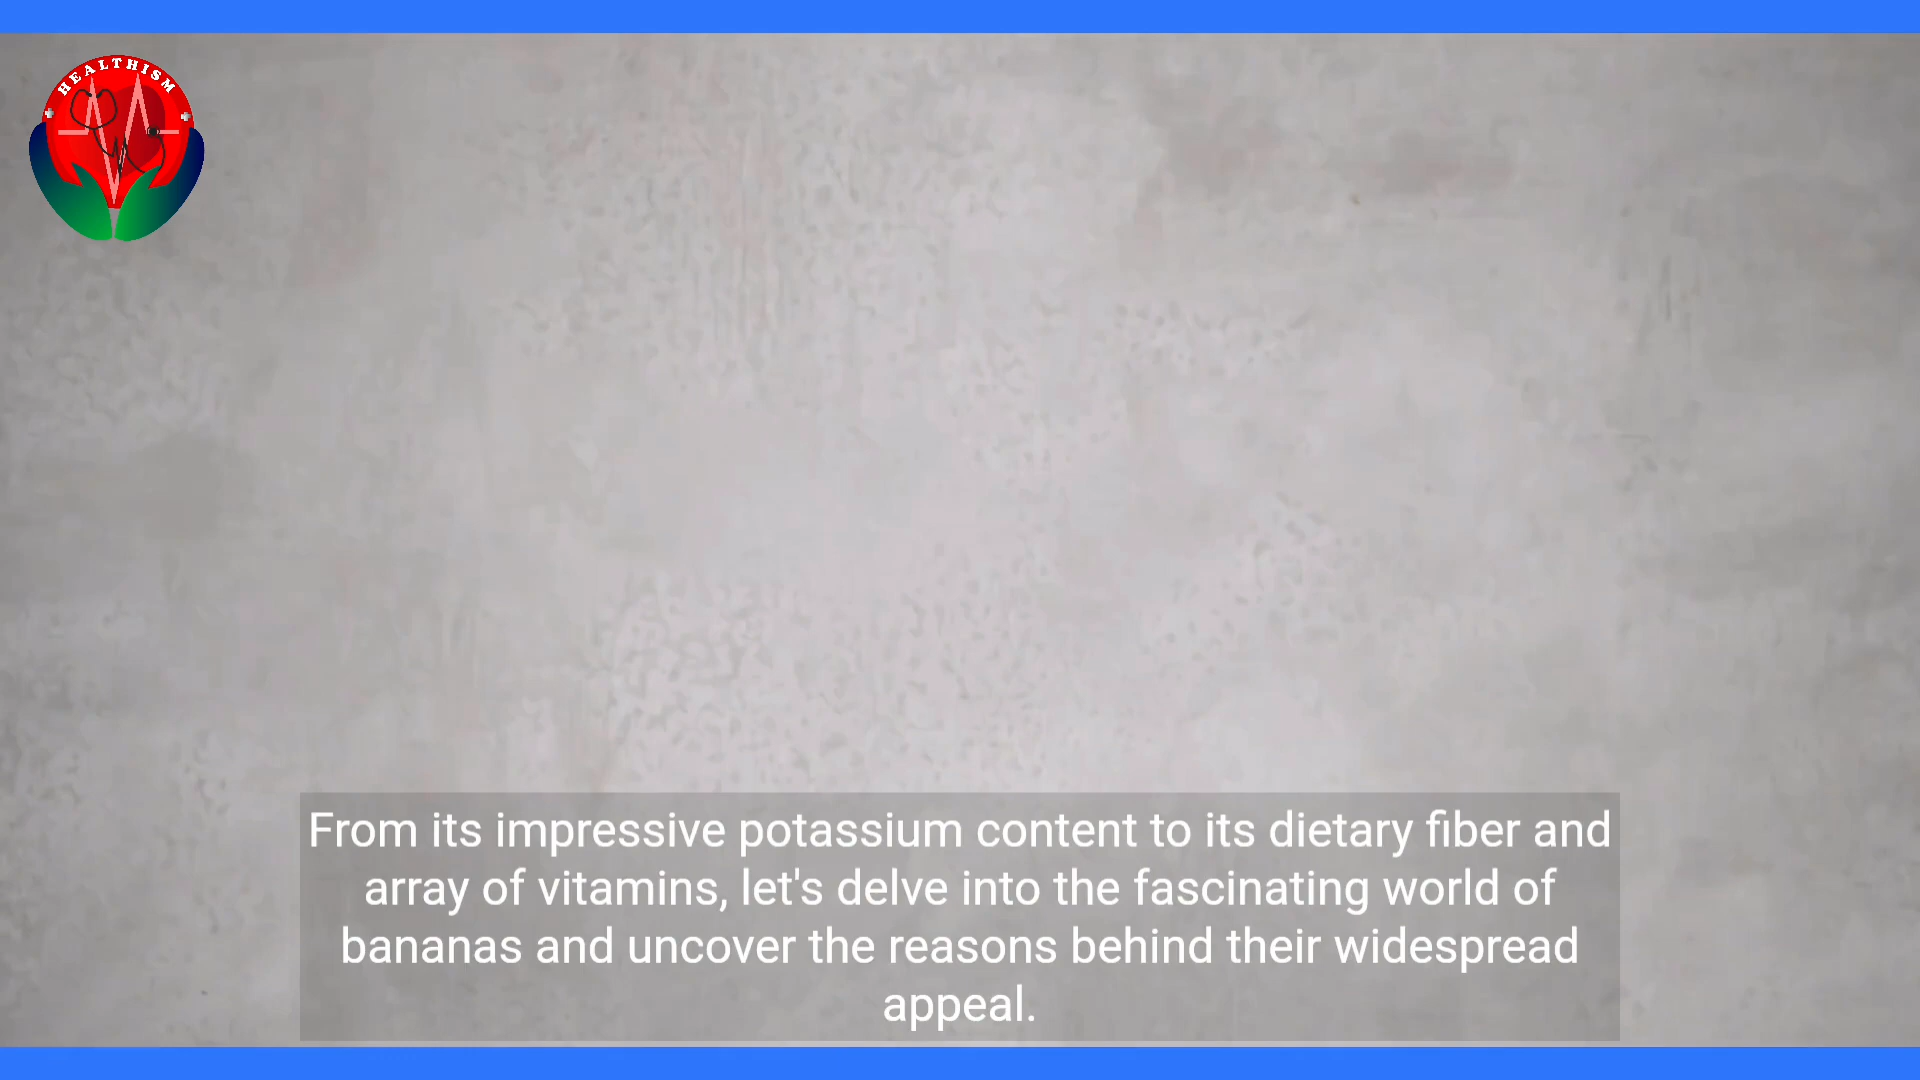 HEALTHISM
From its impressive potassium content to its dietary fiber and
array of vitamins, let's delve into the fascinating world of
bananas and uncover the reasons behind their widespread
appeal.